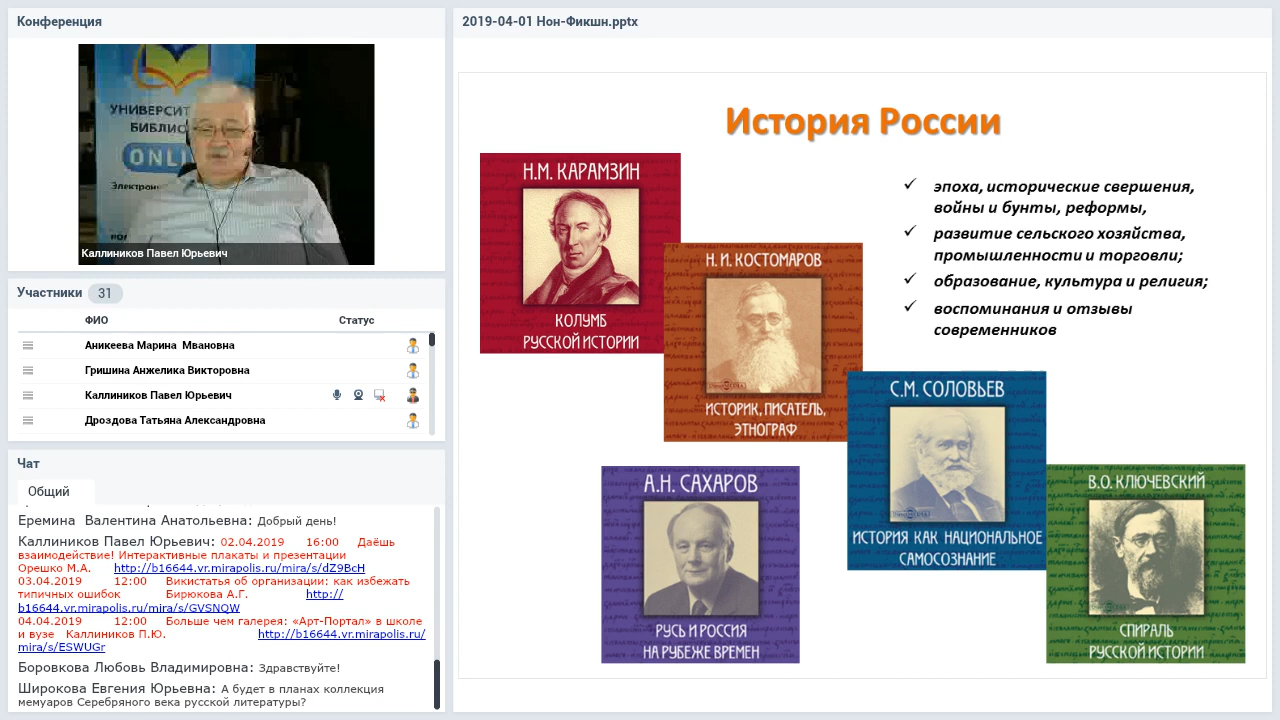 Конференция
УНИВЕРСИТ
БИБЛИО
ONLI
Электрон
Каллиников Павел Юрьевич
Участники 31
ФИО Статус
Аникеева Марина Мвановна
Гришина Анжелика Викторовна
Каллиников Павел Юрьевич
Дроздова Татьяна Александровна
Чат
Общий
Еремина Валентина Анатольевна: Добрый день!
Каллиников Павел Юрьевич: 02.04.2019 16:00 Даёшь
взаимодействие! Интерактивные плакаты и презентации
Орешко М.А. http://b16644.vr.mirapolis.ru/mira/s/dZ9BcH
03.04.2019 12:00 Викистатья об организации: как избежать
типичных ошибок Бирюкова А.Г. http://
b16644.vr.mirapolis.ru/mira/s/GVSNQW
04.04.2019 12:00 Больше чем галерея: «Арт-Портал» в школе
и вузе Каллиников П.Ю. http://b16644.vr.mirapolis.ru/
mira/s/ESWUGr
Боровкова Любовь Владимировна: Здравствуйте!
Широкова Евгения Юрьевна: А будет в планах коллекция
мемуаров Серебряного века русской литературы?
2019-04-01 Нон-Фикшн.pptx
История России
Н.М. КАРАМЗИН
КОЛУМБ
РУССКОЙ ИСТОРИИ
Н. И. КОСТОМАРОВ
ИСТОРИК, ПИСАТЕЛЬ,
ЭТНОГРАФ
эпоха, исторические свершения,
войны и бунты, реформы,
развитие сельского хозяйства,
промышленности и торговли;
образование, культура и религия;
воспоминания и отзывы
современников
С.М. СОЛОВЬЕВ
ИСТОРИЯ КАК НАЦИОНАЛЬНОЕ
САМОСОЗНАНИЕ
А.Н. САХАРОВ
РУСЬ И РОССИЯ
НА РУБЕЖЕ ВРЕМЕН
В.О. КЛЮЧЕВСКИЙ
СПИРАЛЬ
РУССКОЙ ИСТОРИИ